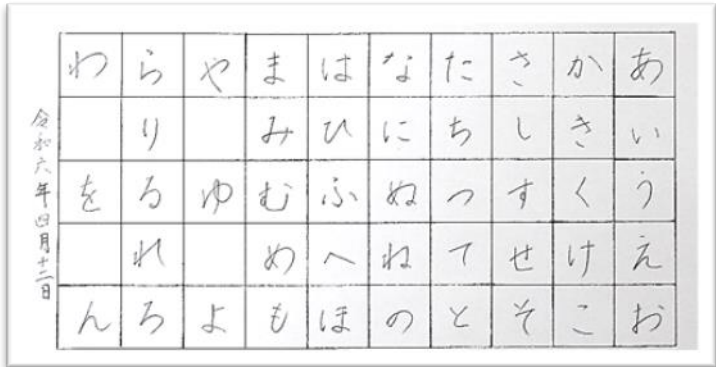 あいうえお
かきくけこ
さしすせそ
たちつてと
なにぬねの
はひふへほ
まみむめも
やゆよ
らりるれろ
わをん
令和六年四月十二日